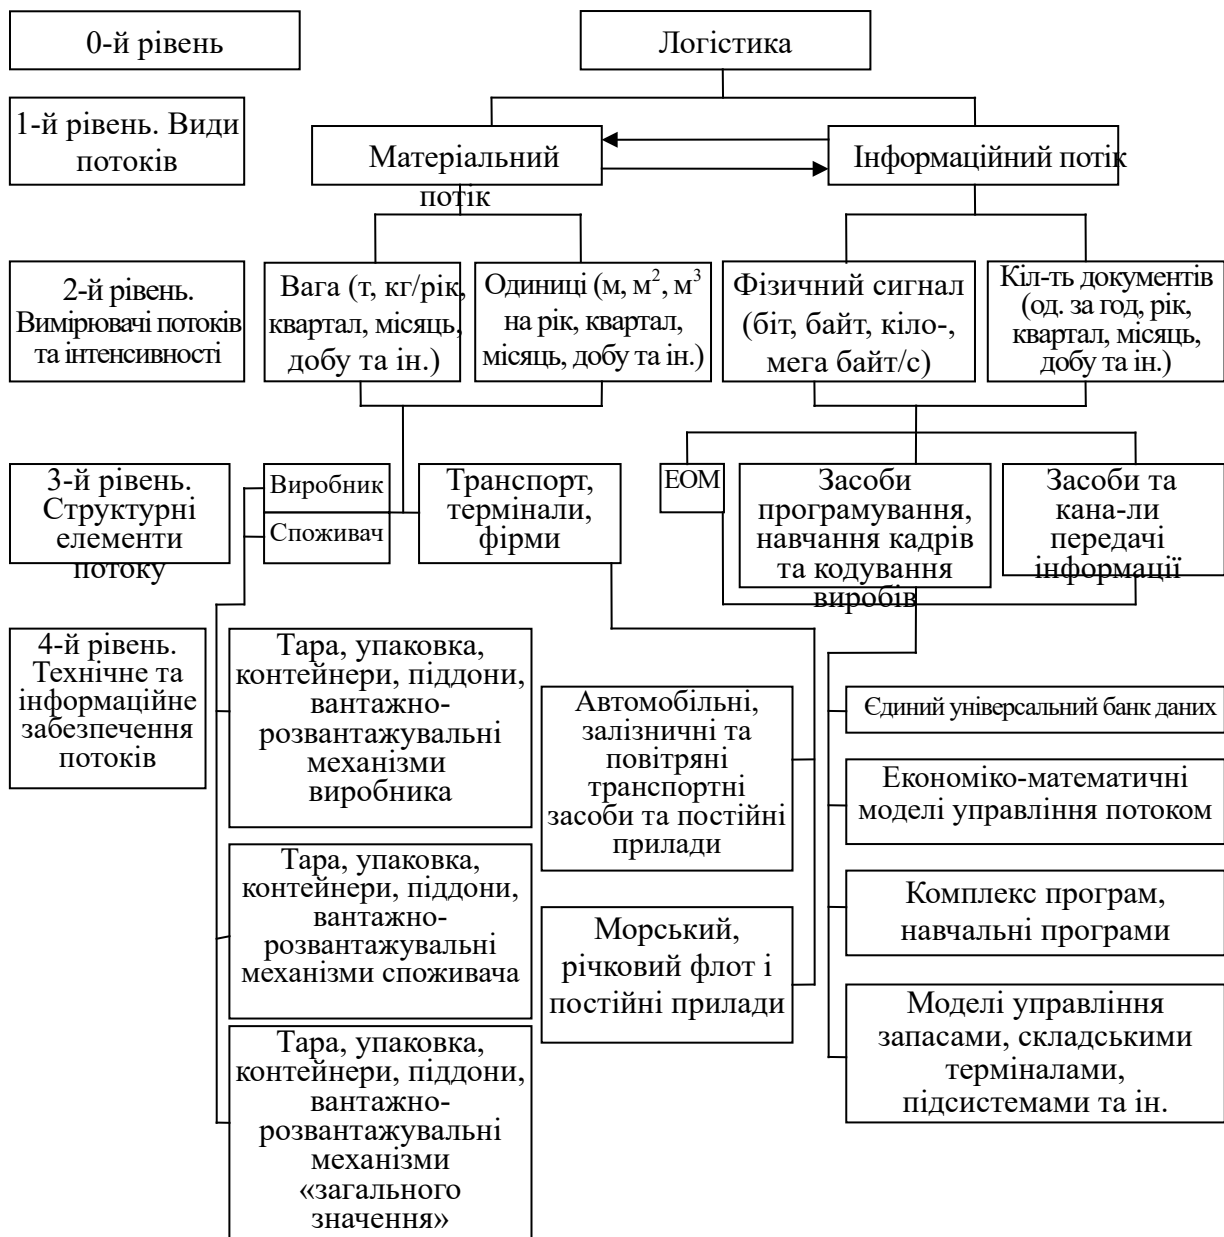 0-й рівень
Логістика
1-й рівень. Види
потоків
Матеріальний
потік
Інформаційний потік
2-й рівень.
Вимірювачі потоків
та інтенсивності
Вага (т, кг/рік,
квартал, місяць,
добу та ін.)
Одиниці (м, м², м³
на рік, квартал,
місяць, добу та ін.)
Фізичний сигнал
(біт, байт, кіло-,
мега байт/с)
Кіл-ть документів
(од. за год, рік,
квартал, місяць,
добу та ін.)
3-й рівень.
Структурні
елементи
потоку
Виробник
Споживач
Транспорт,
термінали,
фірми
ЕОМ
Засоби
програмування,
навчання кадрів
та кодування
виробів
Засоби та
кана-ли
передачі
інформації
4-й рівень.
Технічне та
інформаційне
забезпечення
потоків
Тара, упаковка,
контейнери, піддони,
вантажно-
розвантажувальні
механізми
виробника
Тара, упаковка,
контейнери, піддони,
вантажно-
розвантажувальні
механізми споживача
Тара, упаковка,
контейнери, піддони,
вантажно-
розвантажувальні
механізми
«загального
значення»
Автомобільні,
залізничні та
повітряні
транспортні
засоби та постійні
прилади
Морський,
річковий флот і
постійні прилади
Єдиний універсальний банк даних
Економіко-математичні
моделі управління потоком
Комплекс програм,
навчальні програми
Моделі управління
запасами, складськими
терміналами,
підсистемами та ін.